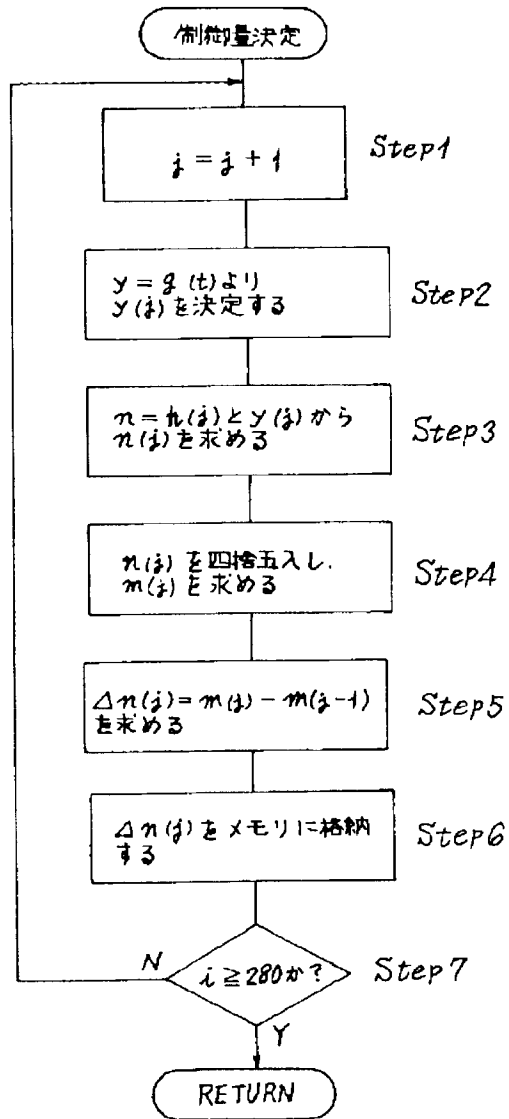 制御量決定
j = j + 1
Step1
y = g (t) より
y (j) を決定する
Step2
n = h (j) と y (j) から
n (j) を求める
Step3
n (j) を四捨五入し、
m (j) を求める
Step4
Δn (j) = m (j) − m (j-1)
を求める
Step5
Δn (j) をメモリに格納
する
Step6
N
i ≧ 280か?
Step7
Y
RETURN